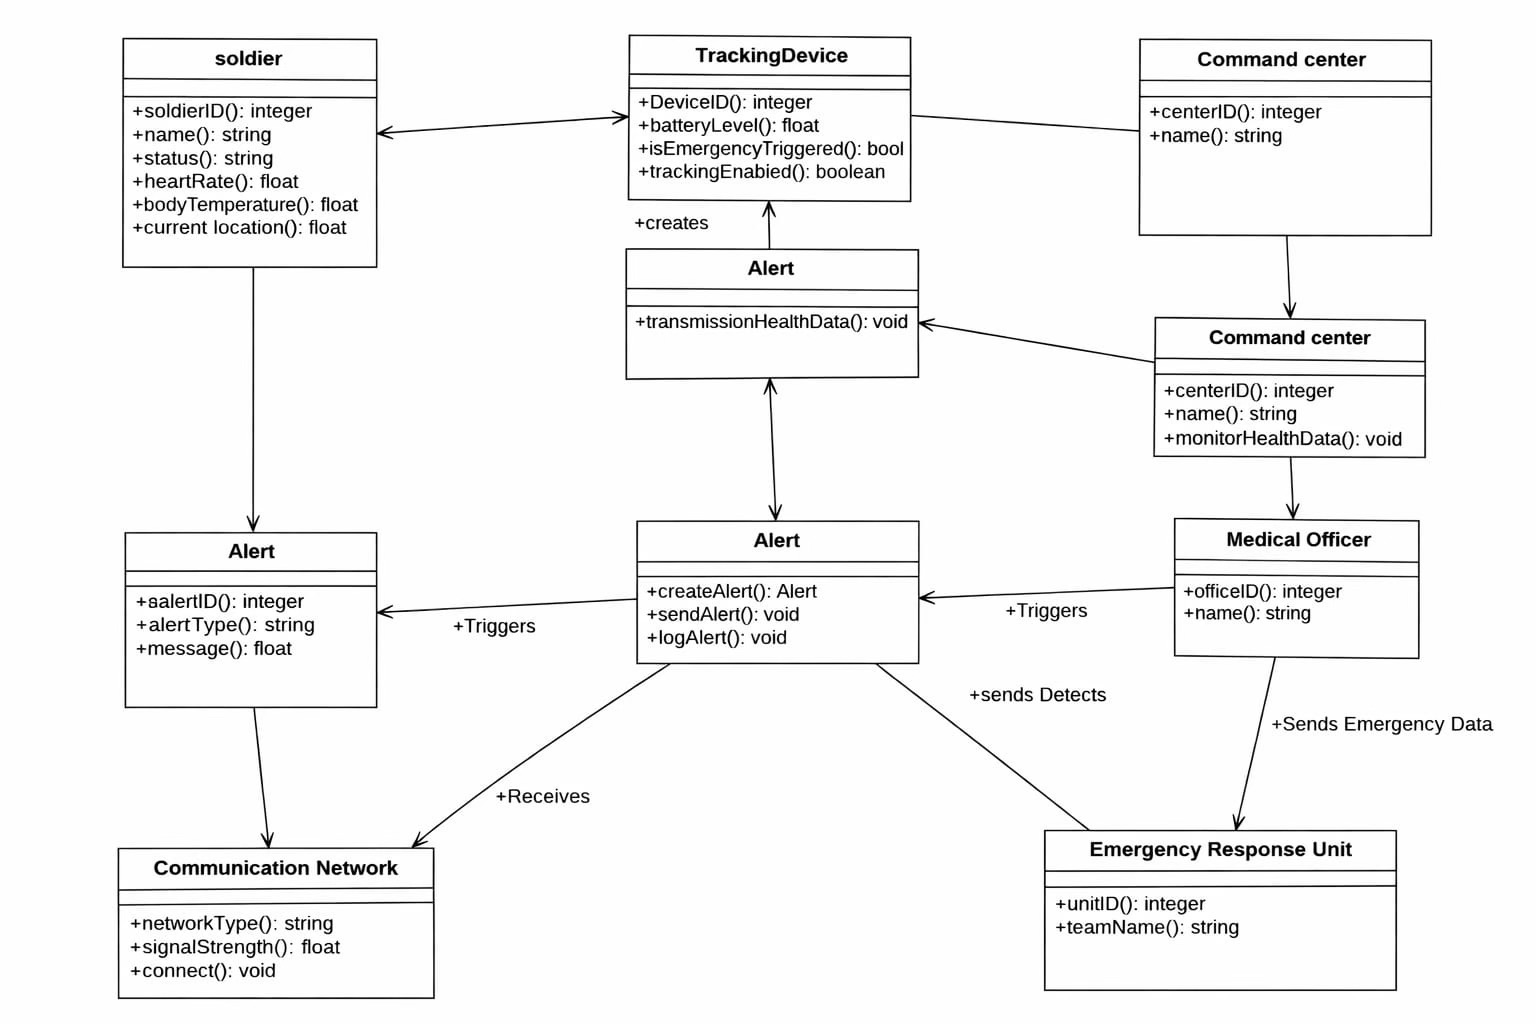 soldier
+soldierID(): integer
+name(): string
+status(): string
+heartRate(): float
+bodyTemperature(): float
+current location(): float
TrackingDevice
+DeviceID(): integer
+batteryLevel(): float
+isEmergencyTriggered(): bool
+trackingEnabied(): boolean
Command center
+centerID(): integer
+name(): string
+creates
Alert
+transmissionHealthData(): void
Command center
+centerID(): integer
+name(): string
+monitorHealthData(): void
Alert
+aalertID(): integer
+alertType(): string
+message(): float
+Triggers
Alert
+createAlert(): Alert
+sendAlert(): void
+logAlert(): void
+Triggers
Medical Officer
+officeID(): integer
+name(): string
+sends Detects
+Sends Emergency Data
+Receives
Communication Network
+networkType(): string
+signalStrength(): float
+connect(): void
Emergency Response Unit
+unitID(): integer
+teamName(): string